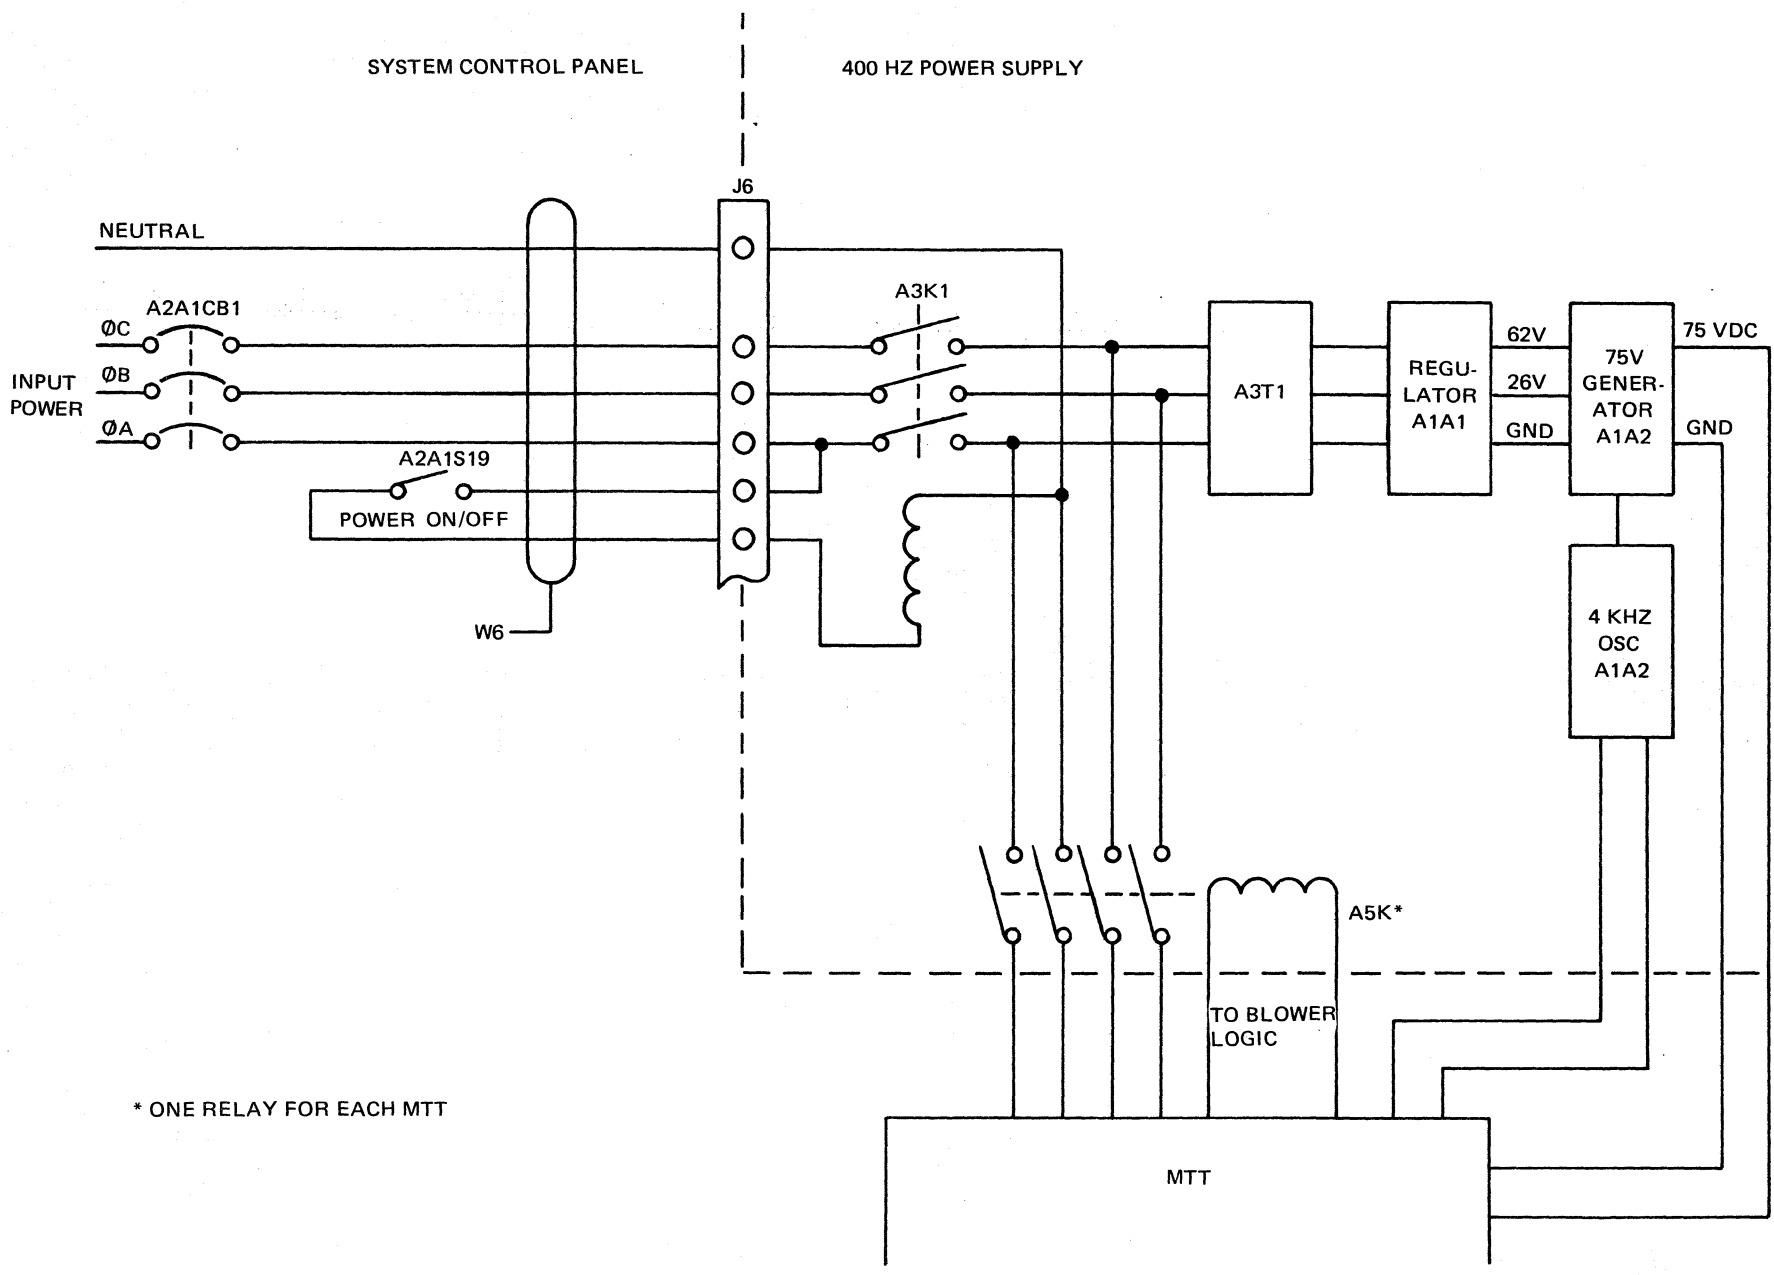 SYSTEM CONTROL PANEL
400 HZ POWER SUPPLY
J6
NEUTRAL
A2A1CB1
ØC
ØB
ØA
INPUT
POWER
A2A1S19
POWER ON/OFF
W6
A3K1
A3T1
REGU-
LATOR
A1A1
62V
26V
GND
75V
GENER-
ATOR
A1A2
75 VDC
GND
4 KHZ
OSC
A1A2
A5K*
TO BLOWER
LOGIC
* ONE RELAY FOR EACH MTT
MTT